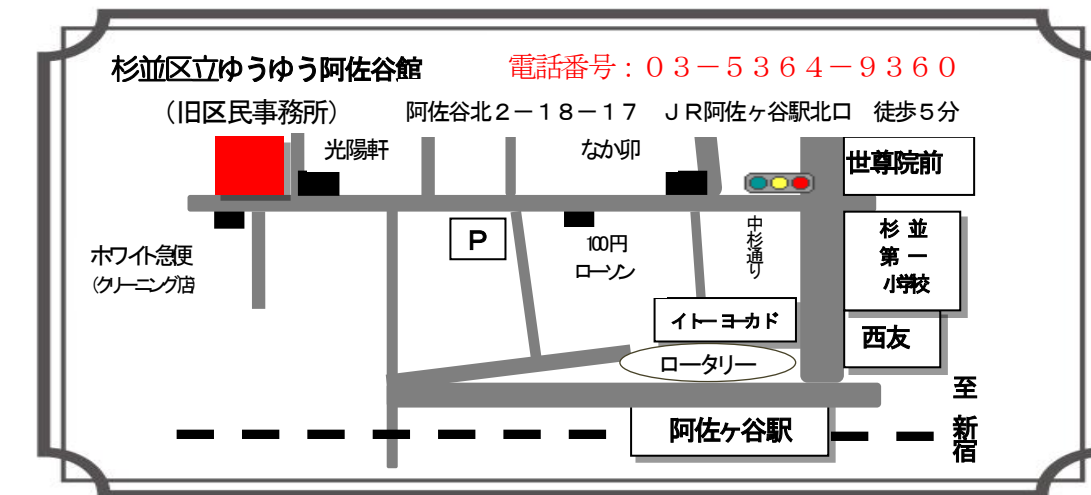 杉並区立ゆうゆう阿佐谷館
電話番号：０３－５３６４－９３６０
（旧区民事務所）
阿佐谷北２－１８－１７　ＪＲ阿佐ヶ谷駅北口　徒歩５分
光陽軒
なか卯
世尊院前
ホワイト急便
（クリーニング店
P
100円
ローソン
中杉通り
杉並
第一
小学校
イトーヨーカド
西友
ロータリー
阿佐ヶ谷駅
至
新宿